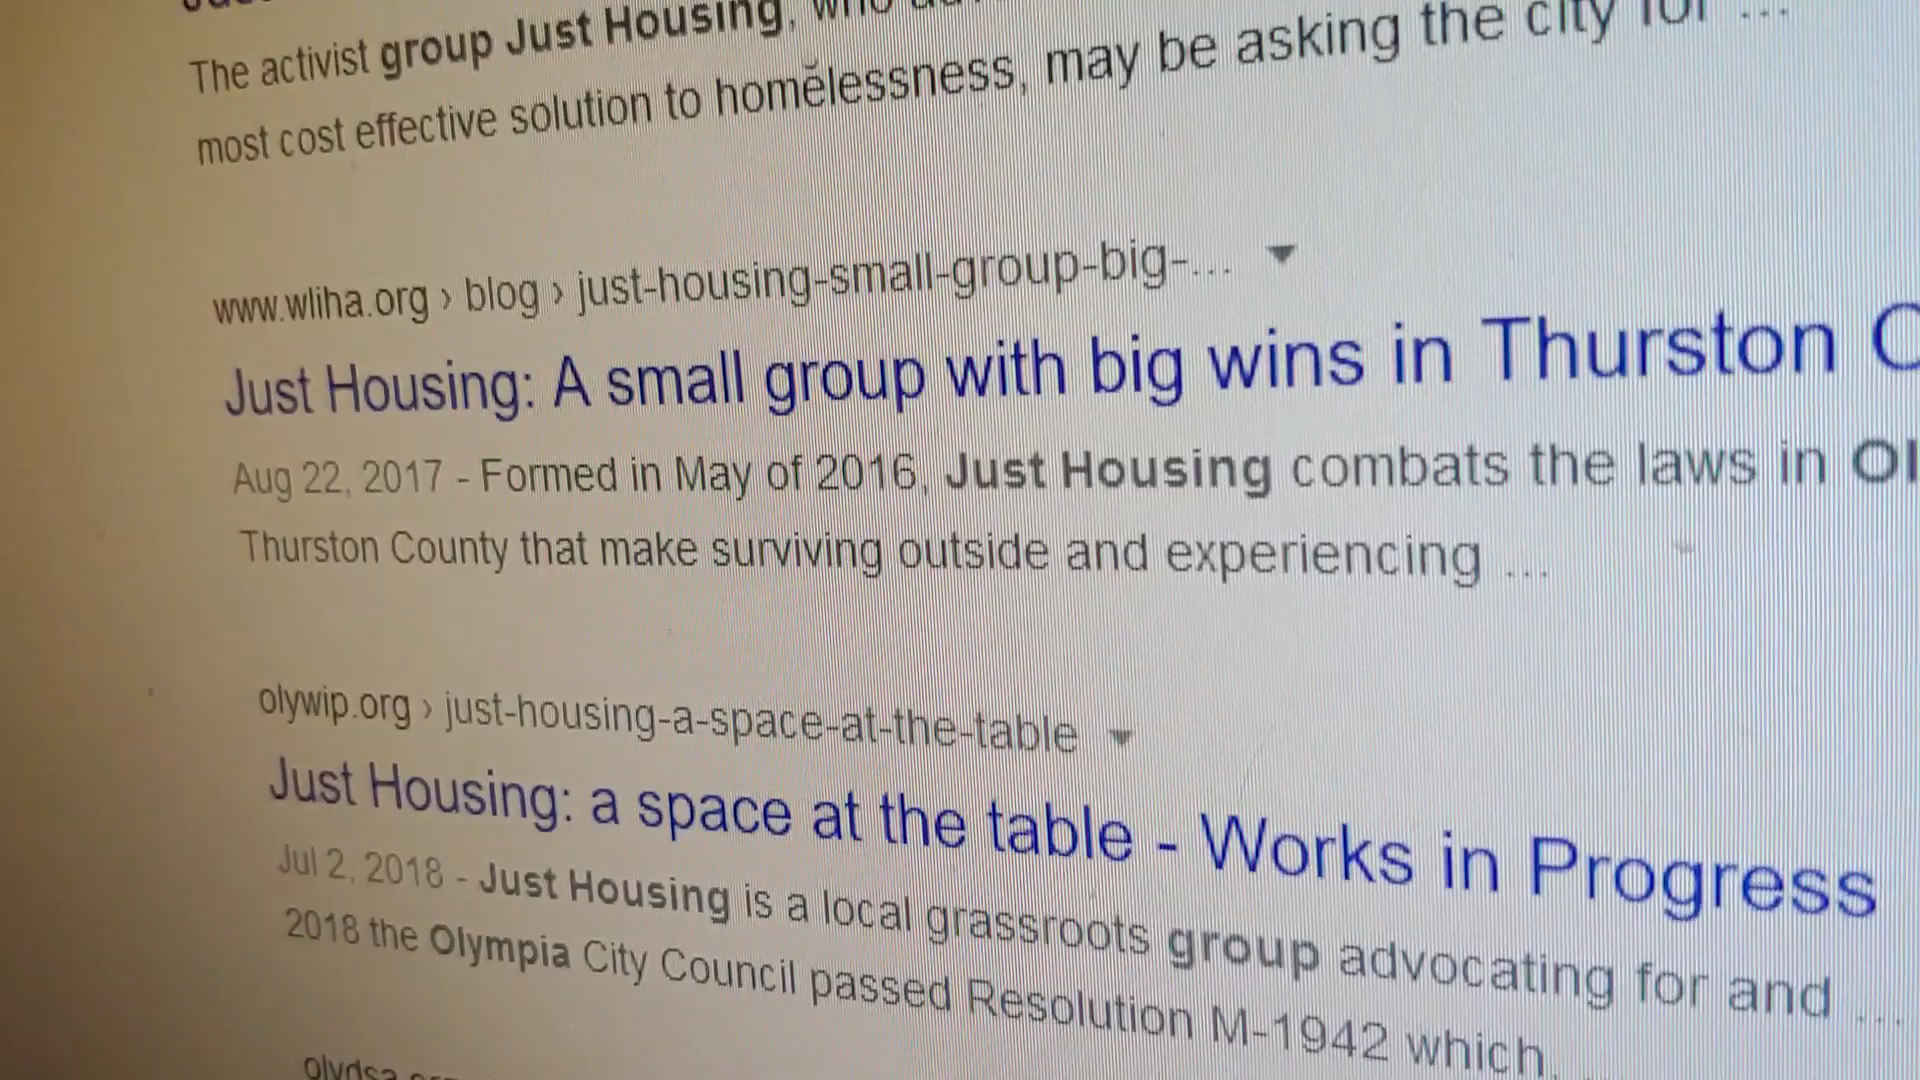 The activist group Just Housing, who
most cost effective solution to homelessness, may be asking the city for ...
www.wliha.org › blog › just-housing-small-group-big-...
Just Housing: A small group with big wins in Thurston C
Aug 22, 2017 - Formed in May of 2016, Just Housing combats the laws in Ol
Thurston County that make surviving outside and experiencing ...
olywip.org › just-housing-a-space-at-the-table
Just Housing: a space at the table - Works in Progress
Jul 2, 2018 - Just Housing is a local grassroots group advocating for and ...
2018 the Olympia City Council passed Resolution M-1942 which